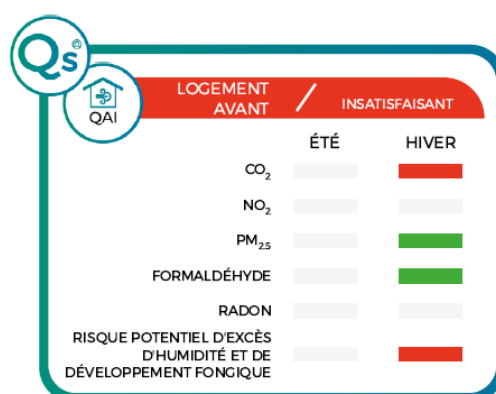 Qs
QAI
LOGEMENT
AVANT
/
INSATISFAISANT
ÉTÉ
HIVER
CO₂
NO₂
PM₂.₅
FORMALDÉHYDE
RADON
RISQUE POTENTIEL D'EXCÈS
D'HUMIDITÉ ET DE
DÉVELOPPEMENT FONGIQUE